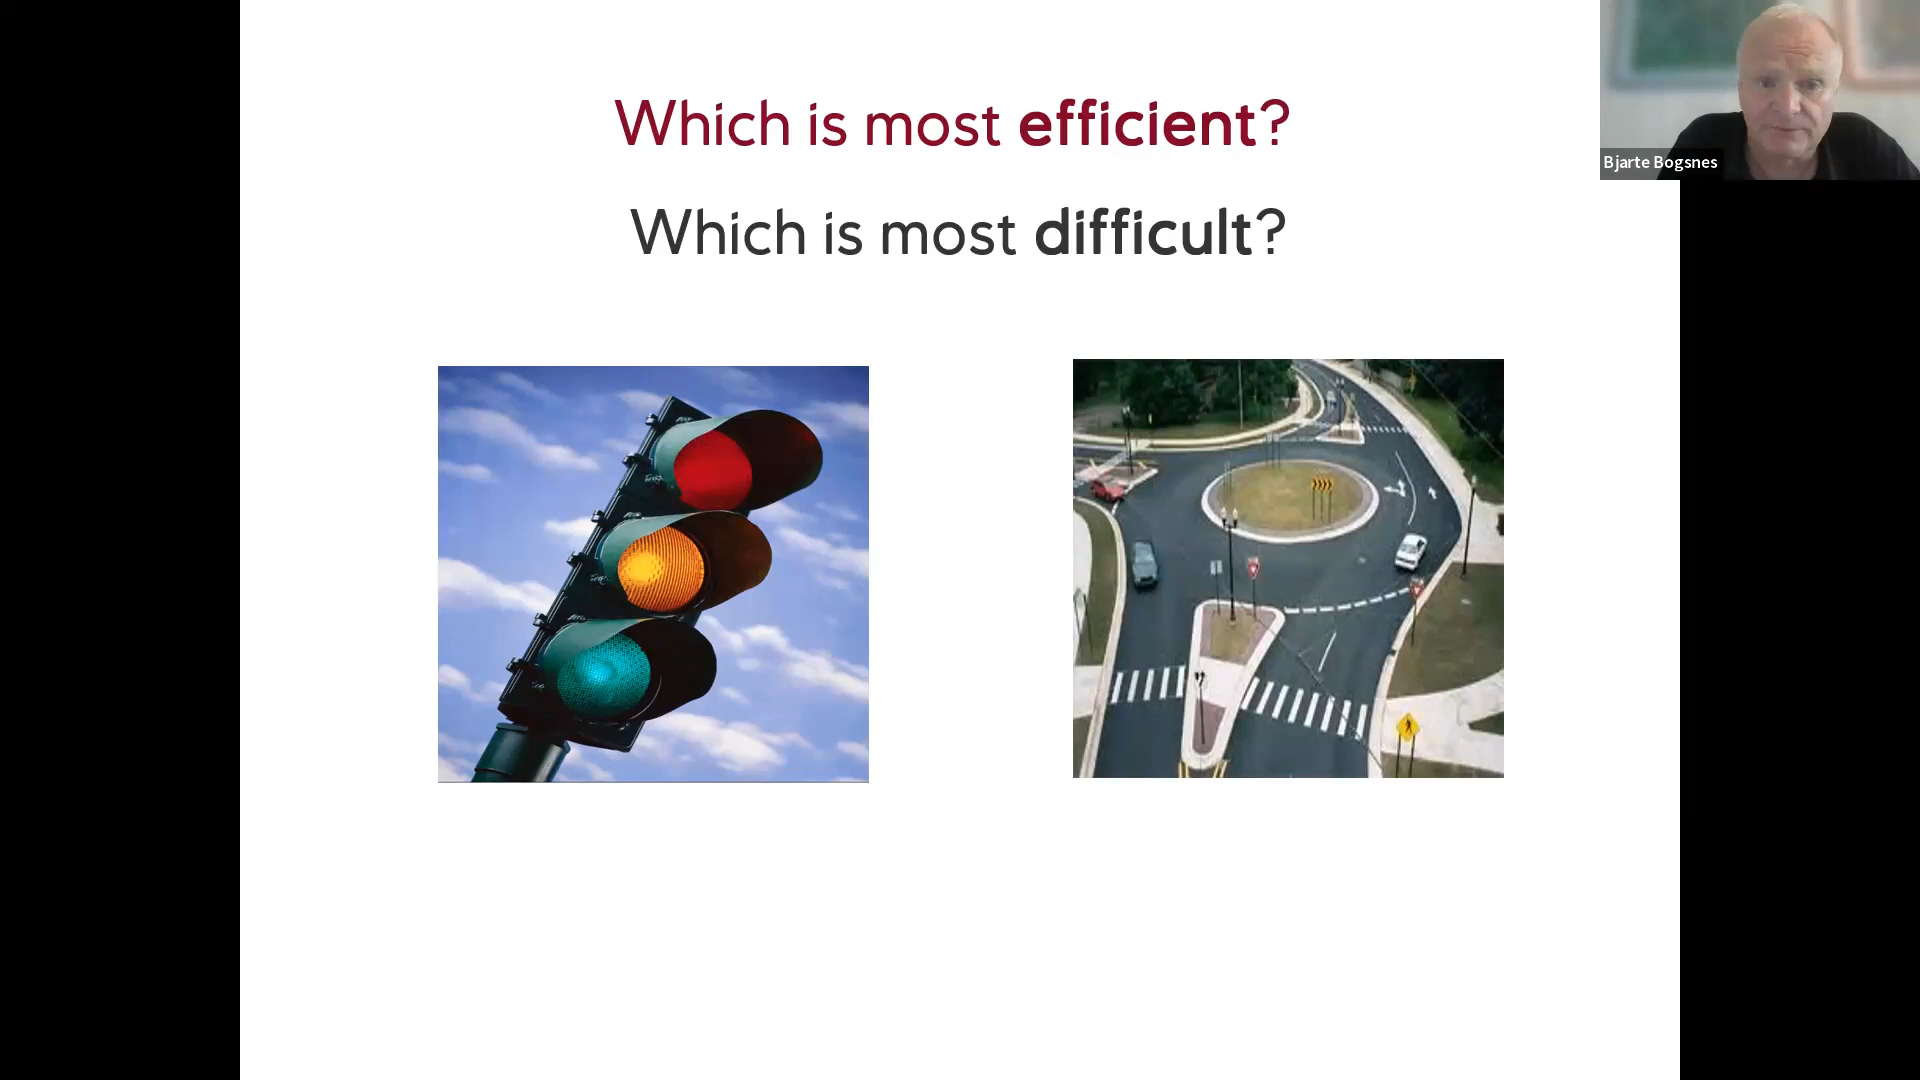 Which is most efficient?
Which is most difficult?
Bjarte Bogsnes